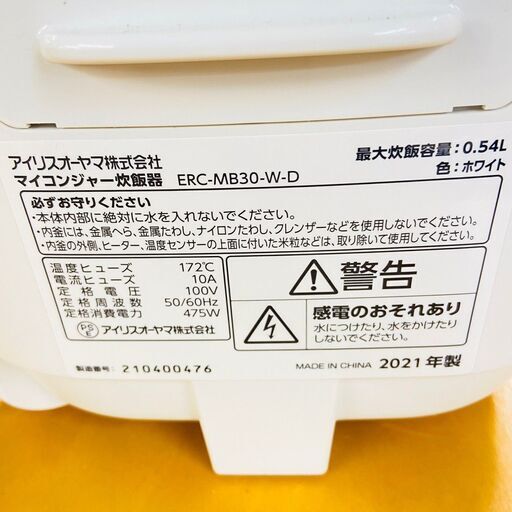 アイリスオーヤマ株式会社
マイコンジャー炊飯器 ERC-MB30-W-D
最大炊飯容量：0.54L
色：ホワイト
必ずお守りください
・本体内部に絶対に水を入れないでください。
・内釜には、金属へら、金属たわし、ナイロンたわし、クレンザーなどを使用しないでください。
・内釜の外側、ヒーター、温度センサーの上面に付いた米粒などは、取り除いて使用してください。
温度ヒューズ 172℃
電流ヒューズ 10A
定格電圧 100V
定格周波数 50/60Hz
定格消費電力 475W
PSE アイリスオーヤマ株式会社
警告
感電のおそれあり
水につけたり、水をかけたり
しないでください
製造番号：210400476
MADE IN CHINA 2021年製